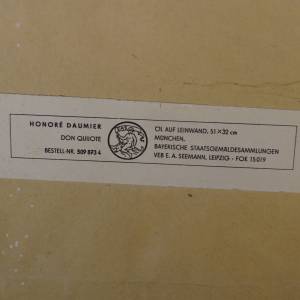 HONORÉ DAUMIER
DON QUIJOTE
BESTELL-NR. 509 893 4
ÖL AUF LEINWAND, 51 × 32 cm
MÜNCHEN,
BAYERISCHE STAATSGEMÄLDESAMMLUNGEN
VEB E. A. SEEMANN, LEIPZIG · FOK 15019